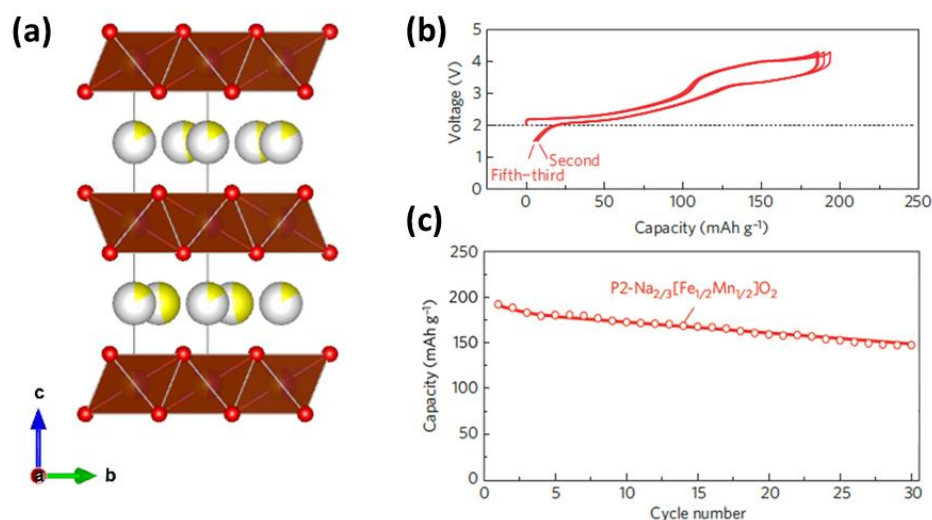 (a)
c
a
b
(b)
Voltage (V)
5
4
3
2
1
0
Second
Fifth−third
0
50
100
150
200
250
Capacity (mAh g⁻¹)
(c)
Capacity (mAh g⁻¹)
250
200
150
100
50
0
P2-Na₂/₃[Fe₁/₂Mn₁/₂]O₂
0
5
10
15
20
25
30
Cycle number